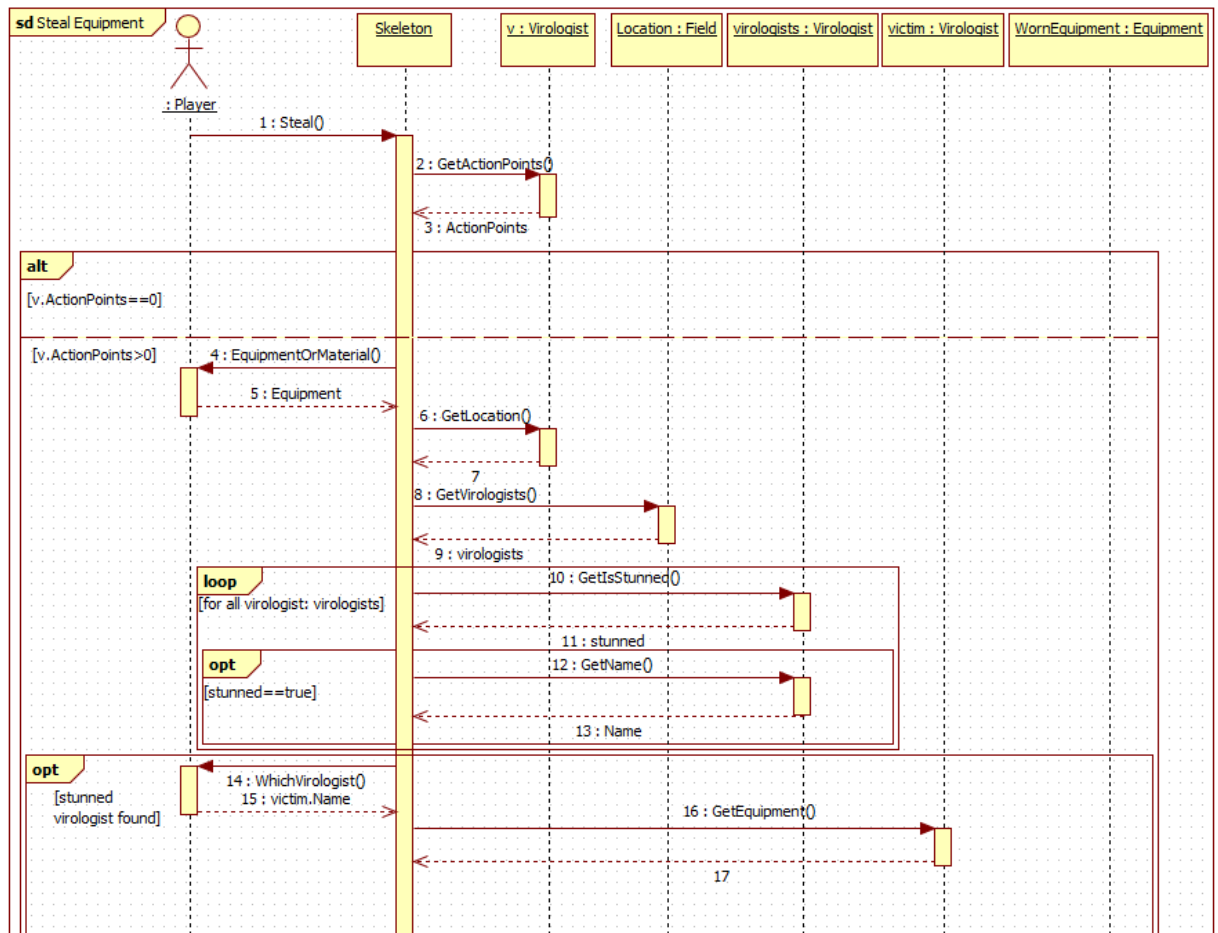 sd Steal Equipment
Skeleton
v : Virologist
Location : Field
virologists : Virologist
victim : Virologist
WornEquipment : Equipment
: Player
1 : Steal()
2 : GetActionPoints()
3 : ActionPoints
alt
[v.ActionPoints==0]
[v.ActionPoints>0]
4 : EquipmentOrMaterial()
5 : Equipment
6 : GetLocation()
7
8 : GetVirologists()
9 : virologists
loop
[for all virologist: virologists]
10 : GetIsStunned()
11 : stunned
opt
[stunned==true]
12 : GetName()
13 : Name
opt
[stunned
virologist found]
14 : WhichVirologist()
15 : victim.Name
16 : GetEquipment()
17